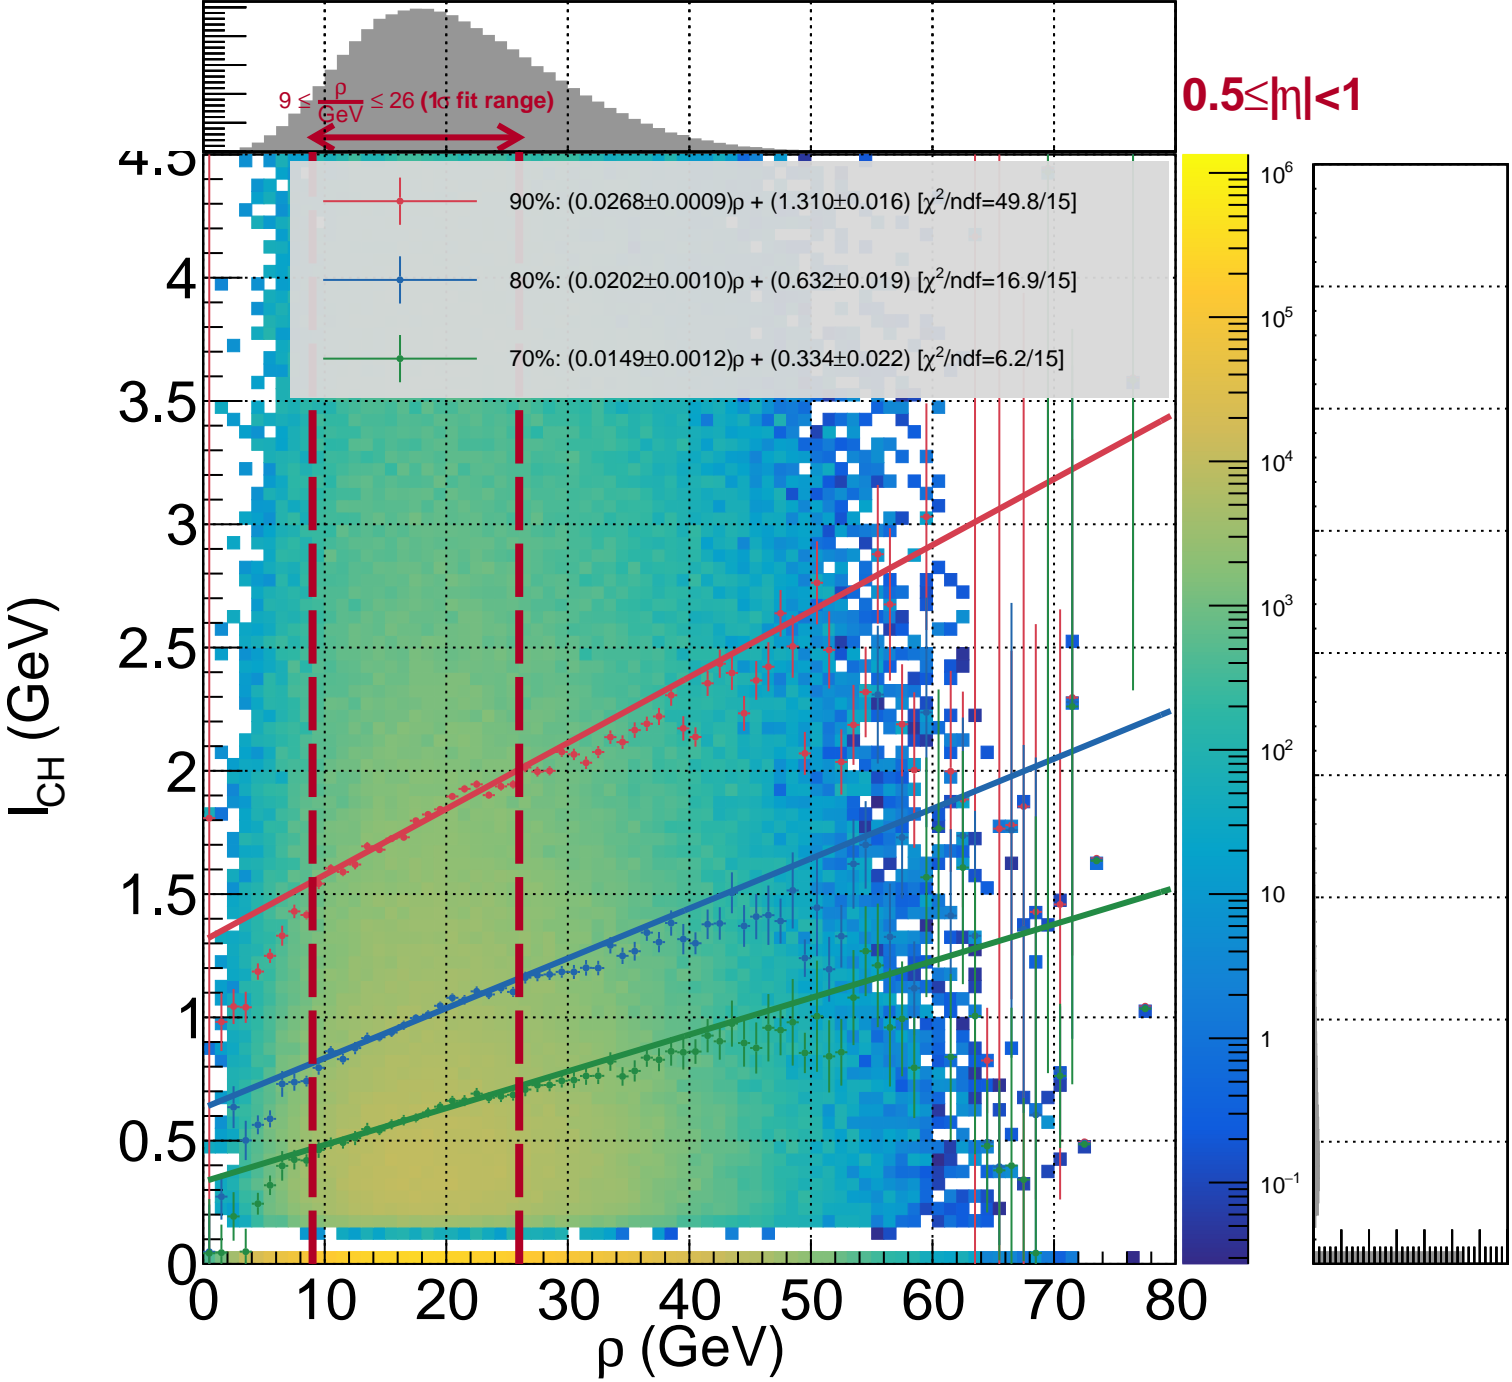 9 ≤ ρ/GeV ≤ 26 (1σ fit range)
0.5≤|η|<1
90%: (0.0268±0.0009)ρ + (1.310±0.016) [χ²/ndf=49.8/15]
80%: (0.0202±0.0010)ρ + (0.632±0.019) [χ²/ndf=16.9/15]
70%: (0.0149±0.0012)ρ + (0.334±0.022) [χ²/ndf=6.2/15]
4.5
4
3.5
3
2.5
2
1.5
1
0.5
0
I_CH (GeV)
0 10 20 30 40 50 60 70 80
ρ (GeV)
10⁶
10⁵
10⁴
10³
10²
10
1
10⁻¹